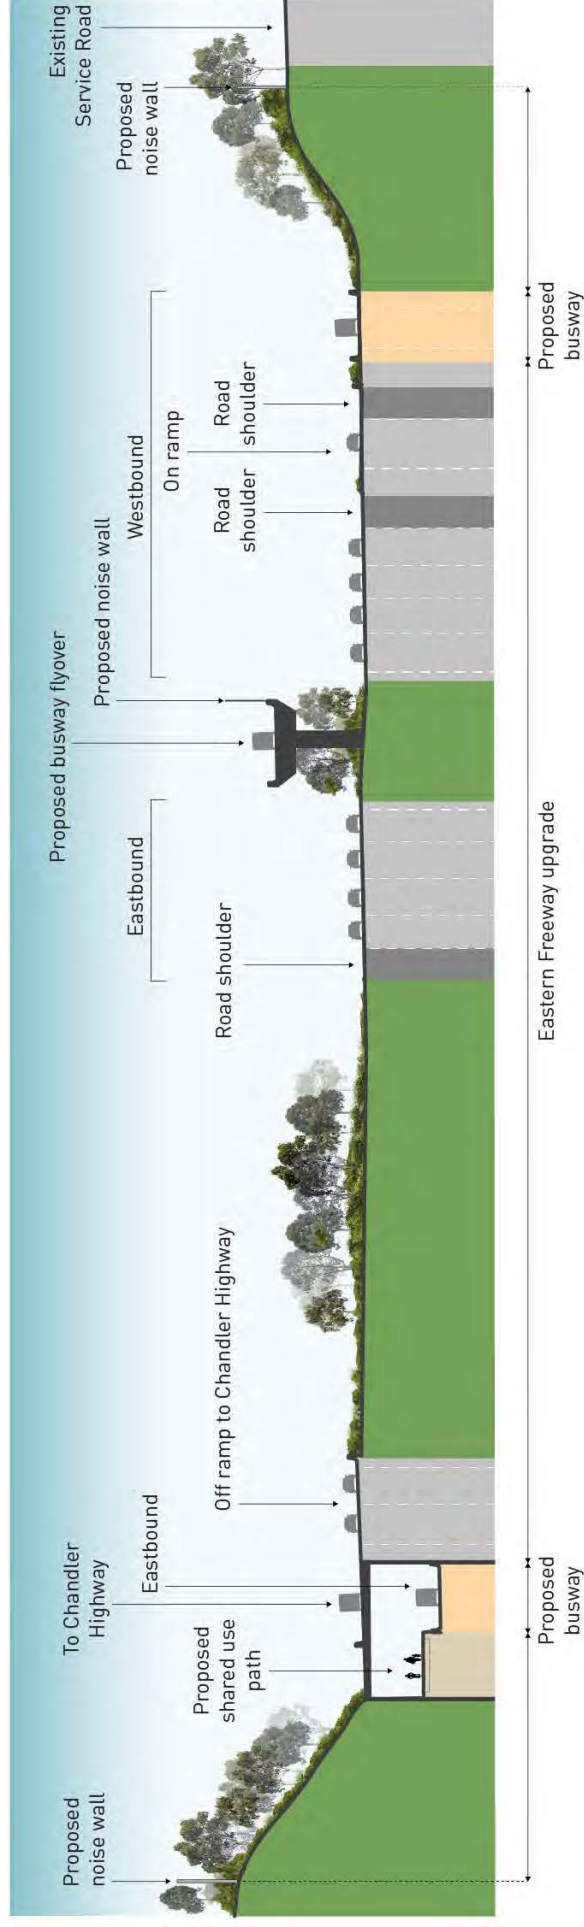 Proposed
noise wall
To Chandler
Highway
Eastbound
Proposed
shared use
path
Off ramp to Chandler Highway
Road shoulder
Eastbound
Proposed busway flyover
Proposed noise wall
Westbound
On ramp
Road
shoulder
Road
shoulder
Proposed
noise wall
Existing
Service Road
Proposed
busway
Eastern Freeway upgrade
Proposed
busway